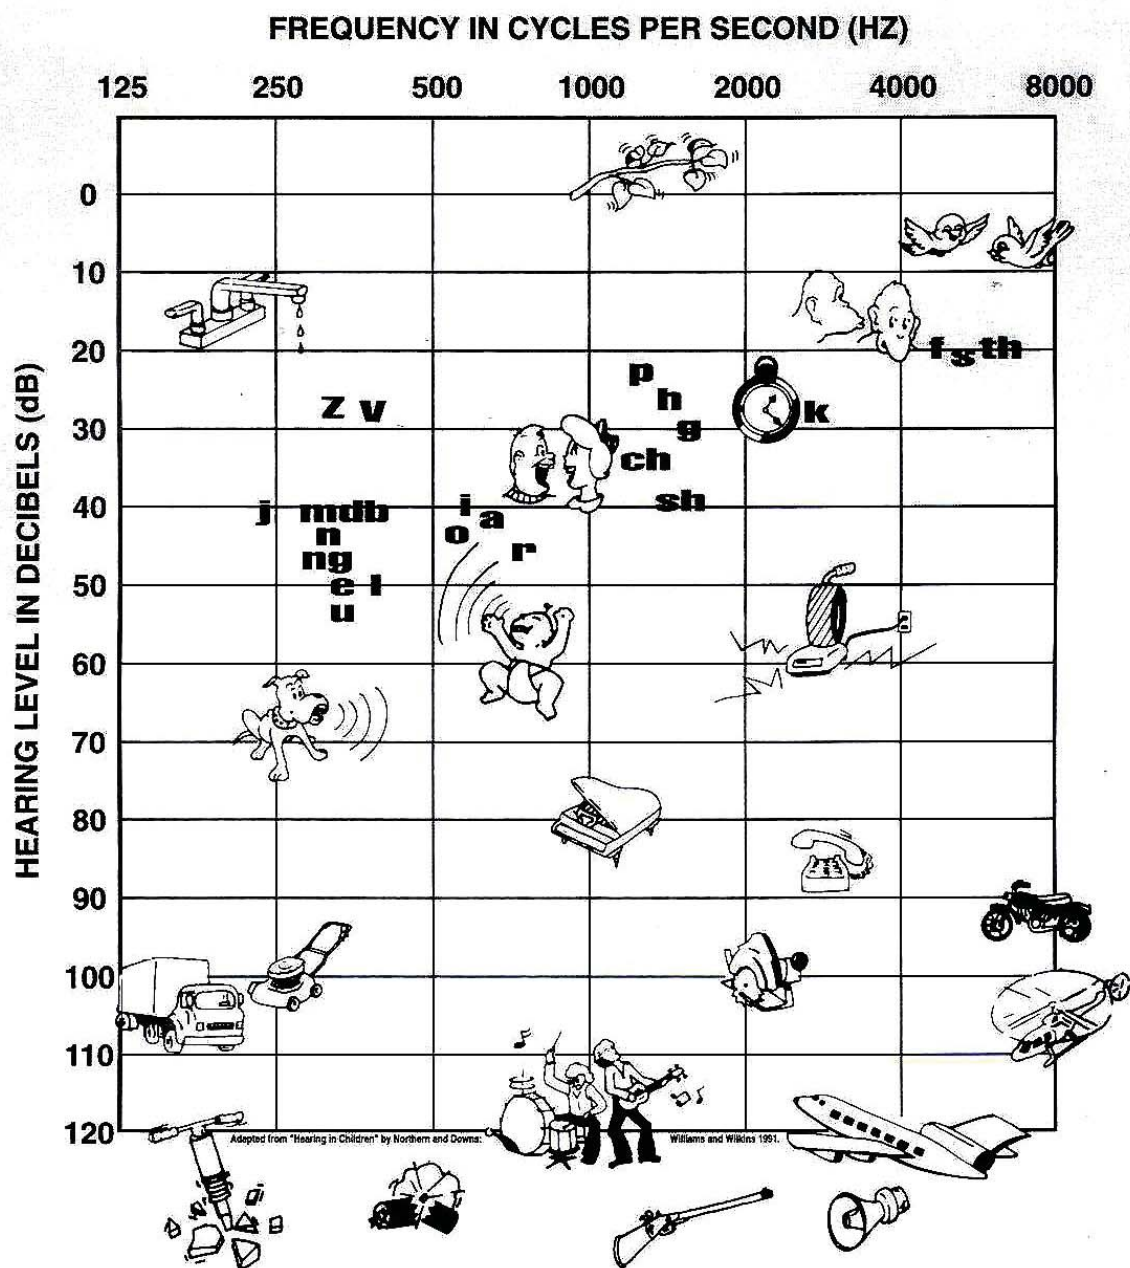 FREQUENCY IN CYCLES PER SECOND (HZ)
125 250 500 1000 2000 4000 8000
HEARING LEVEL IN DECIBELS (dB)
0
10
20
f s th
p
h
z v
k
g
30
ch
40
j mdb
i a
sh
n
o
r
ng
50
e l
u
60
70
80
90
100
110
120
Adapted from "Hearing in Children" by Northern and Downs:
Williams and Wilkins 1991.